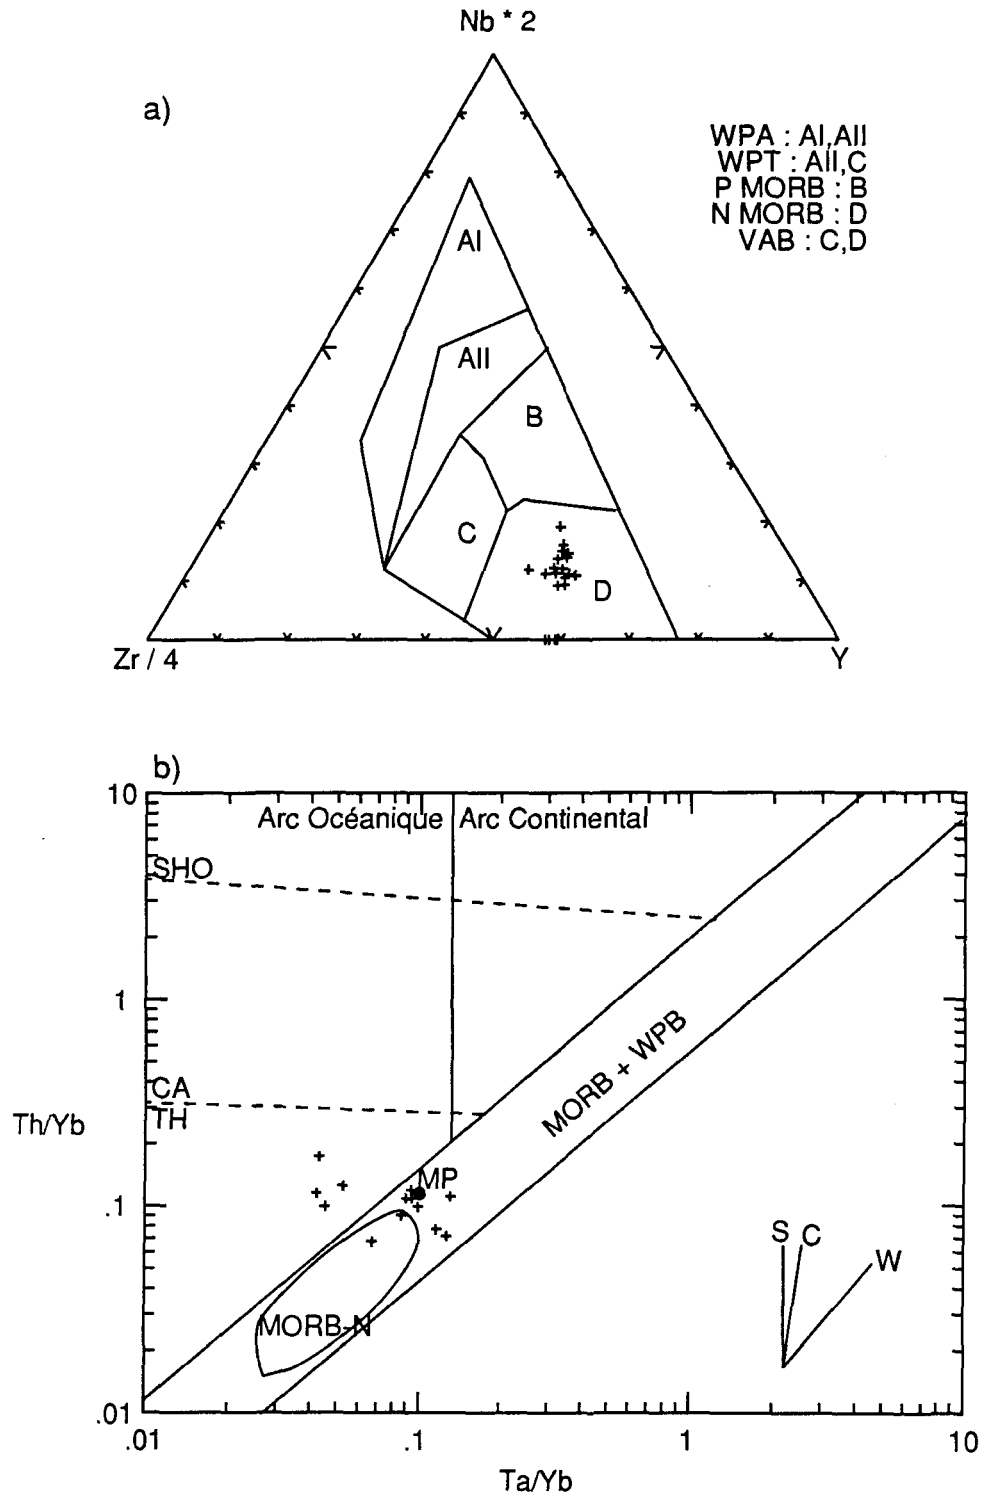 Nb * 2
a)
WPA : AI,AII
WPT : AII,C
P MORB : B
N MORB : D
VAB : C,D
AI
AII
B
C
D
Zr / 4
Y
b)
10
Arc Océanique
Arc Continental
SHO
1
MORB + WPB
CA
Th/Yb
TH
MP
.1
S
C
W
MORB-N
.01
.01
.1
1
10
Ta/Yb